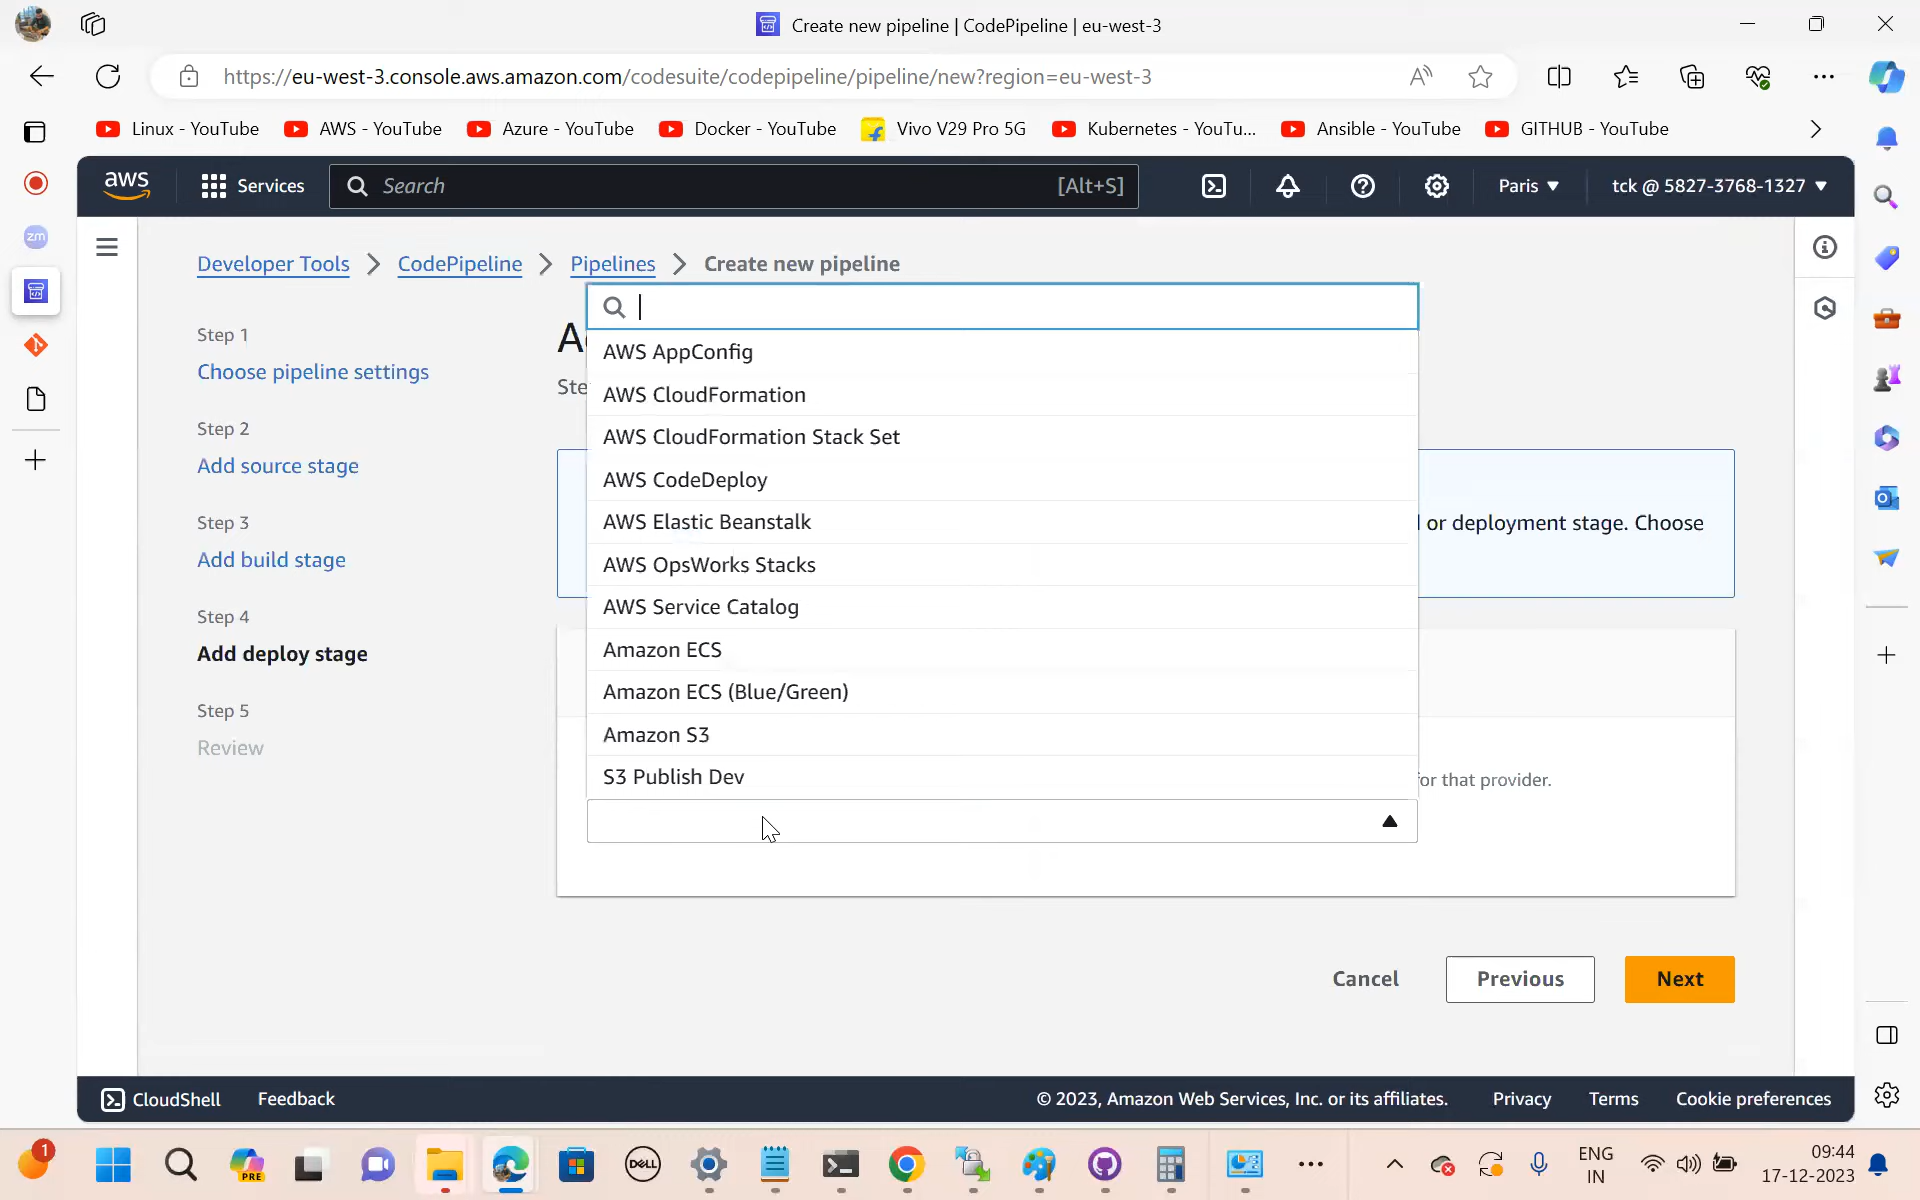 Create new pipeline | CodePipeline | eu-west-3
https://eu-west-3.console.aws.amazon.com/codesuite/codepipeline/pipeline/new?region=eu-west-3
Linux - YouTube
AWS - YouTube
Azure - YouTube
Docker - YouTube
Vivo V29 Pro 5G
Kubernetes - YouTu...
Ansible - YouTube
GITHUB - YouTube
aws
Services
Search
[Alt+S]
Paris
tck @ 5827-3768-1327
zm
Developer Tools
CodePipeline
Pipelines
Create new pipeline
Step 1
Choose pipeline settings
Step 2
Add source stage
Step 3
Add build stage
Step 4
Add deploy stage
Step 5
Review
AWS AppConfig
AWS CloudFormation
AWS CloudFormation Stack Set
AWS CodeDeploy
AWS Elastic Beanstalk
AWS OpsWorks Stacks
AWS Service Catalog
Amazon ECS
Amazon ECS (Blue/Green)
Amazon S3
S3 Publish Dev
or deployment stage. Choose
for that provider.
Cancel
Previous
Next
CloudShell
Feedback
© 2023, Amazon Web Services, Inc. or its affiliates.
Privacy
Terms
Cookie preferences
1
PRE
DELL
ENG
IN
09:44
17-12-2023